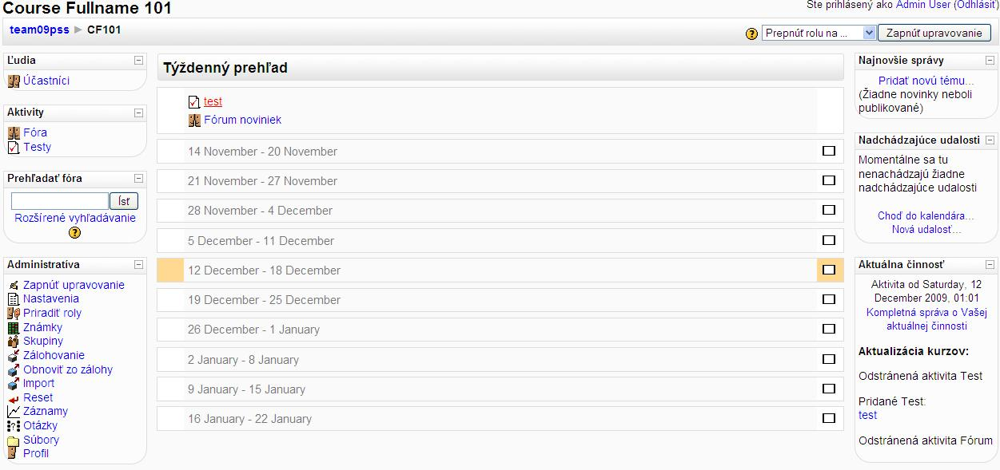 Course Fullname 101
Ste prihlásený ako Admin User (Odhlásiť)
team09pss ► CF101
Prepnúť rolu na ...
Zapnúť upravovanie
Ľudia
Účastníci
Aktivity
Fóra
Testy
Prehľadať fóra
Ísť
Rozšírené vyhľadávanie
Administratíva
Zapnúť upravovanie
Nastavenia
Priradiť roly
Známky
Skupiny
Zálohovanie
Obnoviť zo zálohy
Import
Reset
Záznamy
Otázky
Súbory
Profil
Týždenný prehľad
test
Fórum noviniek
14 November - 20 November
21 November - 27 November
28 November - 4 December
5 December - 11 December
12 December - 18 December
19 December - 25 December
26 December - 1 January
2 January - 8 January
9 January - 15 January
16 January - 22 January
Najnovšie správy
Pridať novú tému...
(Žiadne novinky neboli
publikované)
Nadchádzajúce udalosti
Momentálne sa tu
nenachádzajú žiadne
nadchádzajúce udalosti
Choď do kalendára...
Nová udalosť...
Aktuálna činnosť
Aktivita od Saturday, 12
December 2009, 01:01
Kompletná správa o Vašej
aktuálnej činnosti
Aktualizácia kurzov:
Odstránená aktivita Test
Pridané Test:
test
Odstránená aktivita Fórum